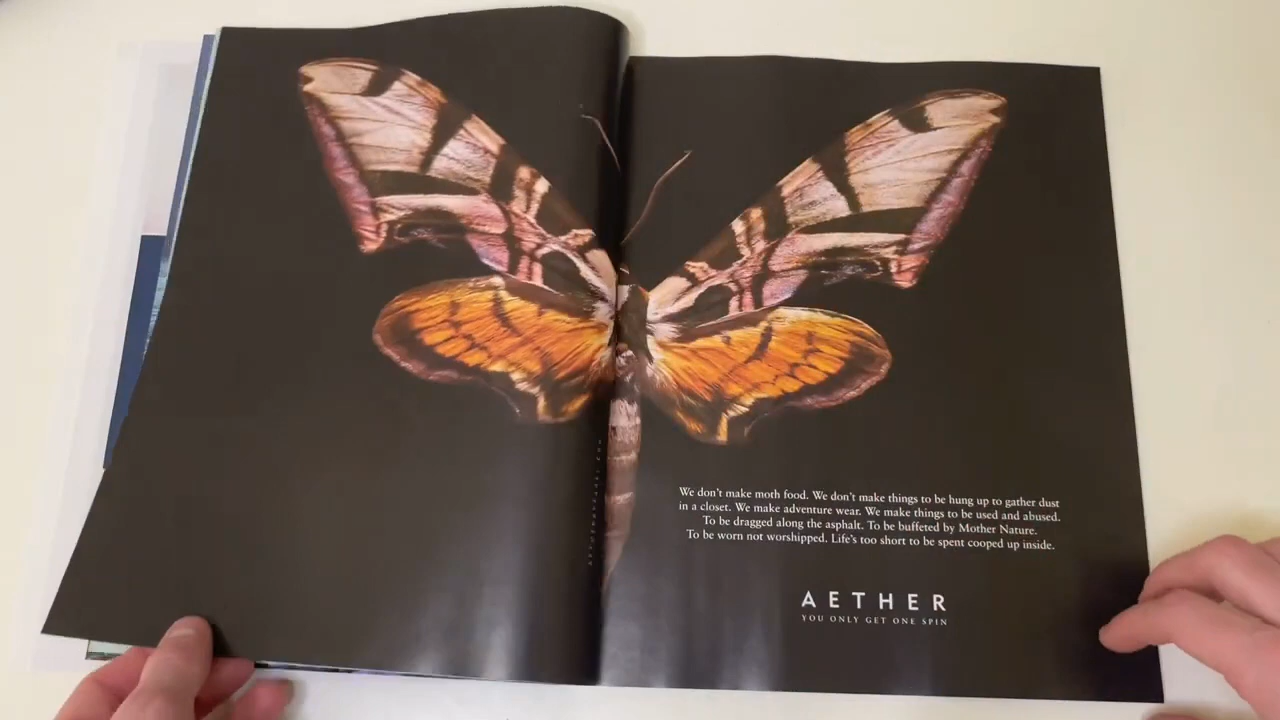 We don't make moth food. We don't make things to be hung up to gather dust
in a closet. We make adventure wear. We make things to be used and abused.
To be dragged along the asphalt. To be buffeted by Mother Nature.
To be worn not worshipped. Life's too short to be spent cooped up inside.
AETHER
YOU ONLY GET ONE SPIN